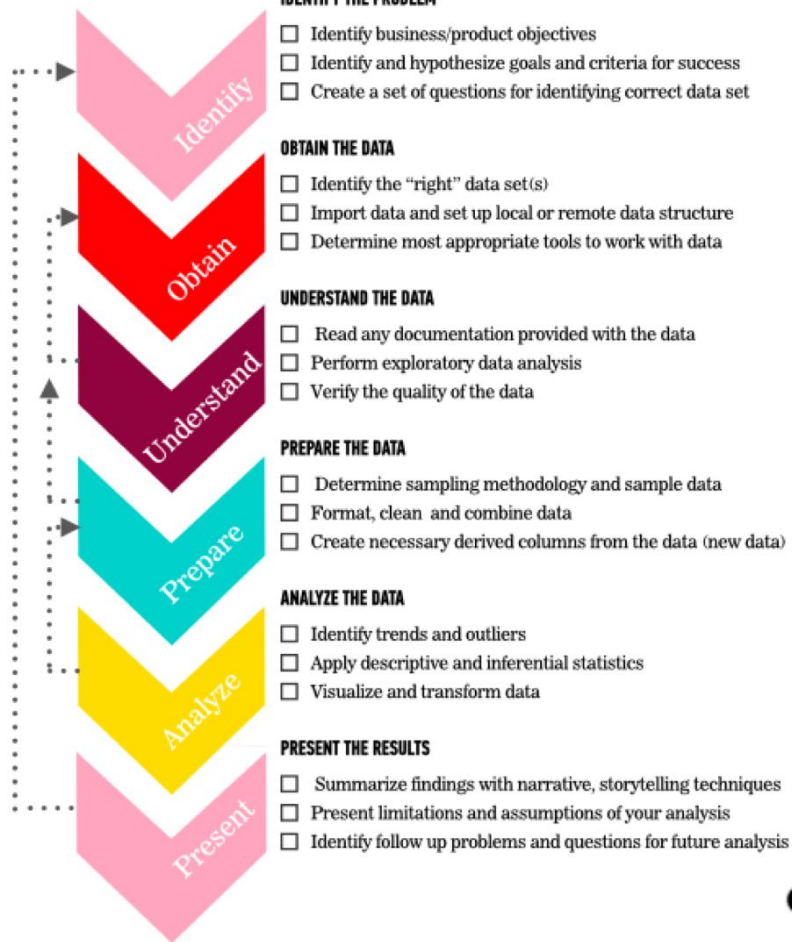 IDENTIFY THE PROBLEM
Identify business/product objectives
Identify and hypothesize goals and criteria for success
Create a set of questions for identifying correct data set
Identify
OBTAIN THE DATA
Identify the “right” data set(s)
Import data and set up local or remote data structure
Determine most appropriate tools to work with data
Obtain
UNDERSTAND THE DATA
Read any documentation provided with the data
Perform exploratory data analysis
Verify the quality of the data
Understand
PREPARE THE DATA
Determine sampling methodology and sample data
Format, clean and combine data
Create necessary derived columns from the data (new data)
Prepare
ANALYZE THE DATA
Identify trends and outliers
Apply descriptive and inferential statistics
Visualize and transform data
Analyze
PRESENT THE RESULTS
Summarize findings with narrative, storytelling techniques
Present limitations and assumptions of your analysis
Identify follow up problems and questions for future analysis
Present